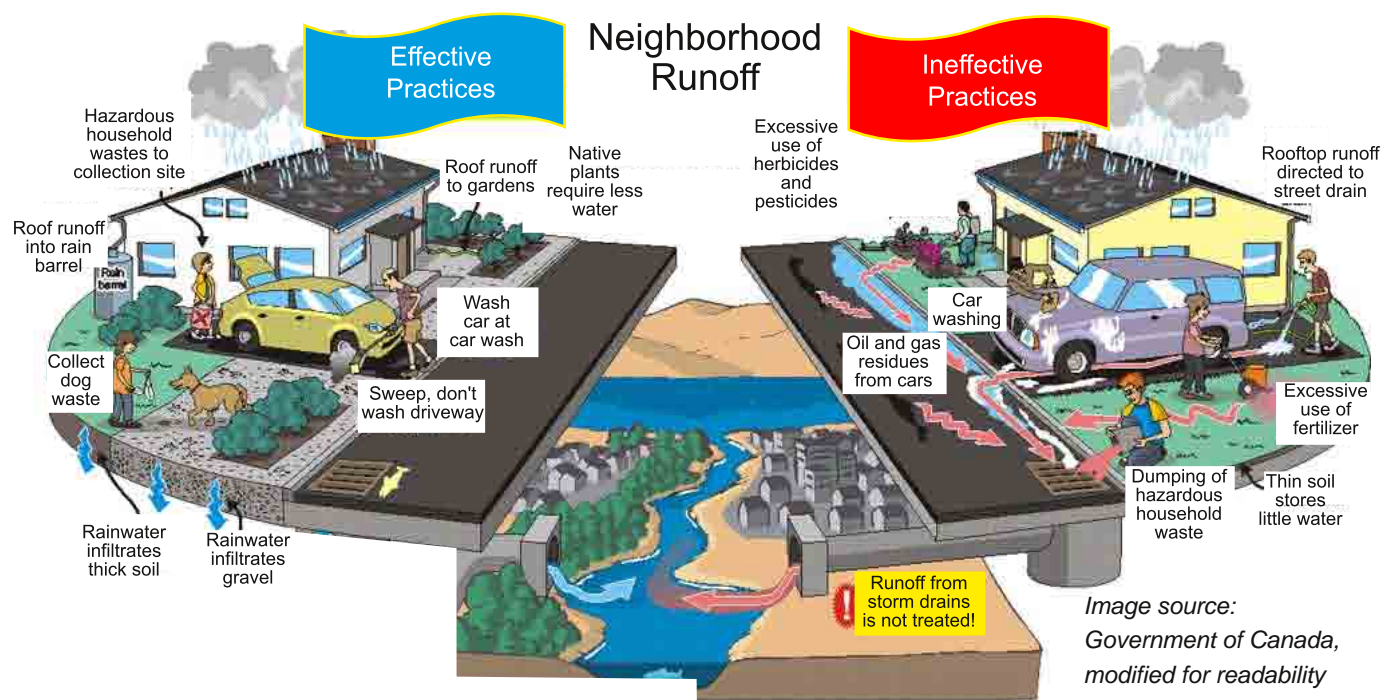 Neighborhood
Runoff
Effective
Practices
Hazardous
household
wastes to
collection site
Roof runoff
into rain
barrel
Rain
barrel
Roof runoff
to gardens
Native
plants
require less
water
Wash
car at
car wash
Collect
dog
waste
Sweep, don't
wash driveway
Rainwater
infiltrates
thick soil
Rainwater
infiltrates
gravel
Ineffective
Practices
Excessive
use of
herbicides
and
pesticides
Rooftop runoff
directed to
street drain
Car
washing
Oil and gas
residues
from cars
Excessive
use of
fertilizer
Dumping of
hazardous
household
waste
Thin soil
stores
little water
Runoff from
storm drains
is not treated!
!
Image source:
Government of Canada,
modified for readability